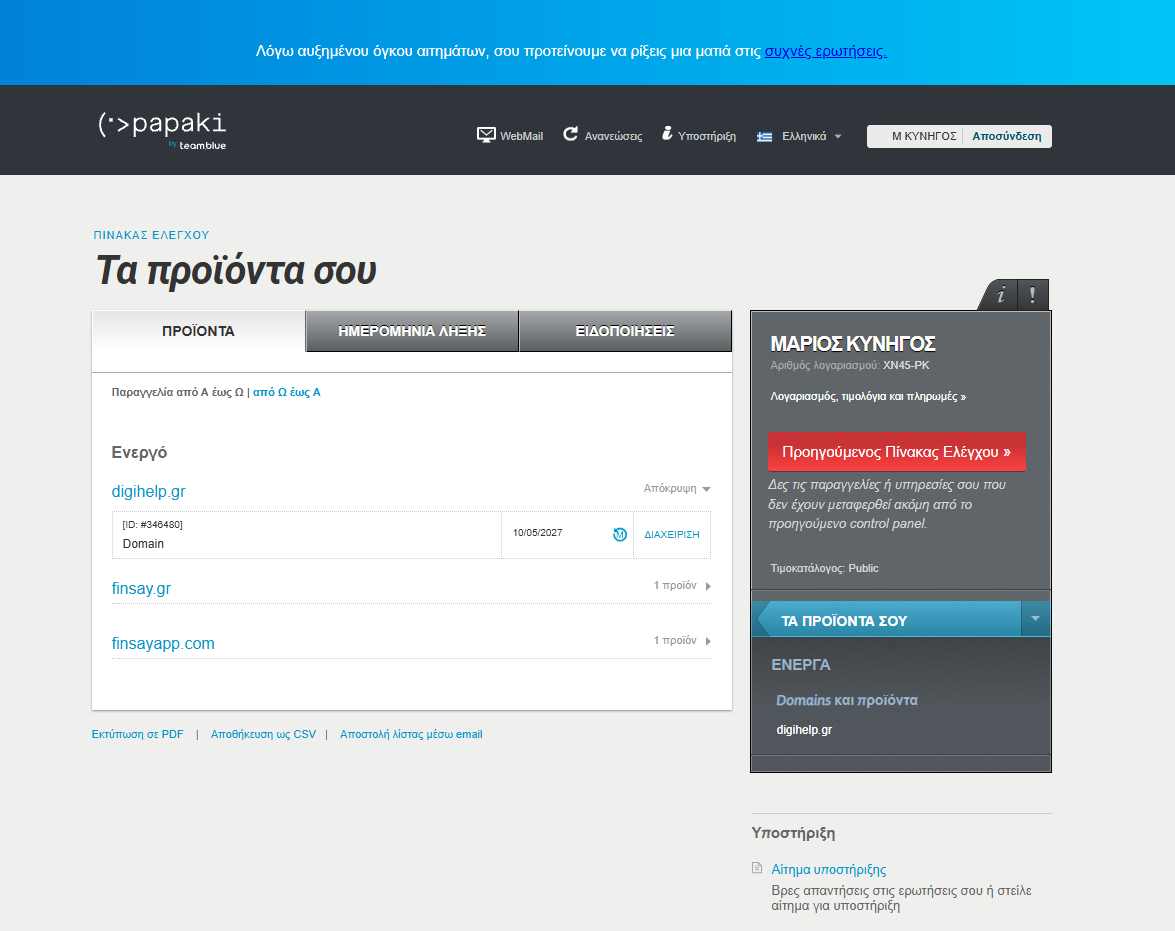 Λόγω αυξημένου όγκου αιτημάτων, σου προτείνουμε να ρίξεις μια ματιά στις συχνές ερωτήσεις.
(·>papaki
by team.blue
WebMail Ανανεώσεις Υποστήριξη Ελληνικά Μ ΚΥΝΗΓΟΣ Αποσύνδεση
ΠΙΝΑΚΑΣ ΕΛΕΓΧΟΥ
Τα προϊόντα σου
i !
ΠΡΟΪΟΝΤΑ ΗΜΕΡΟΜΗΝΙΑ ΛΗΞΗΣ ΕΙΔΟΠΟΙΗΣΕΙΣ
Παραγγελία από Α έως Ω | από Ω έως Α
Ενεργό
digihelp.gr Απόκρυψη
[ID: #346480]
Domain
10/05/2027 M ΔΙΑΧΕΙΡΙΣΗ
finsay.gr 1 προϊόν
finsayapp.com 1 προϊόν
Εκτύπωση σε PDF | Αποθήκευση ως CSV | Αποστολή λίστας μέσω email
ΜΑΡΙΟΣ ΚΥΝΗΓΟΣ
Αριθμός λογαριασμού: XN45-PK
Λογαριασμός, τιμολόγια και πληρωμές »
Προηγούμενος Πίνακας Ελέγχου »
Δες τις παραγγελίες ή υπηρεσίες σου που
δεν έχουν μεταφερθεί ακόμη από το
προηγούμενο control panel.
Τιμοκατάλογος: Public
ΤΑ ΠΡΟΪΟΝΤΑ ΣΟΥ
ΕΝΕΡΓΑ
Domains και προϊόντα
digihelp.gr
Υποστήριξη
Αίτημα υποστήριξης
Βρες απαντήσεις στις ερωτήσεις σου ή στείλε
αίτημα για υποστήριξη